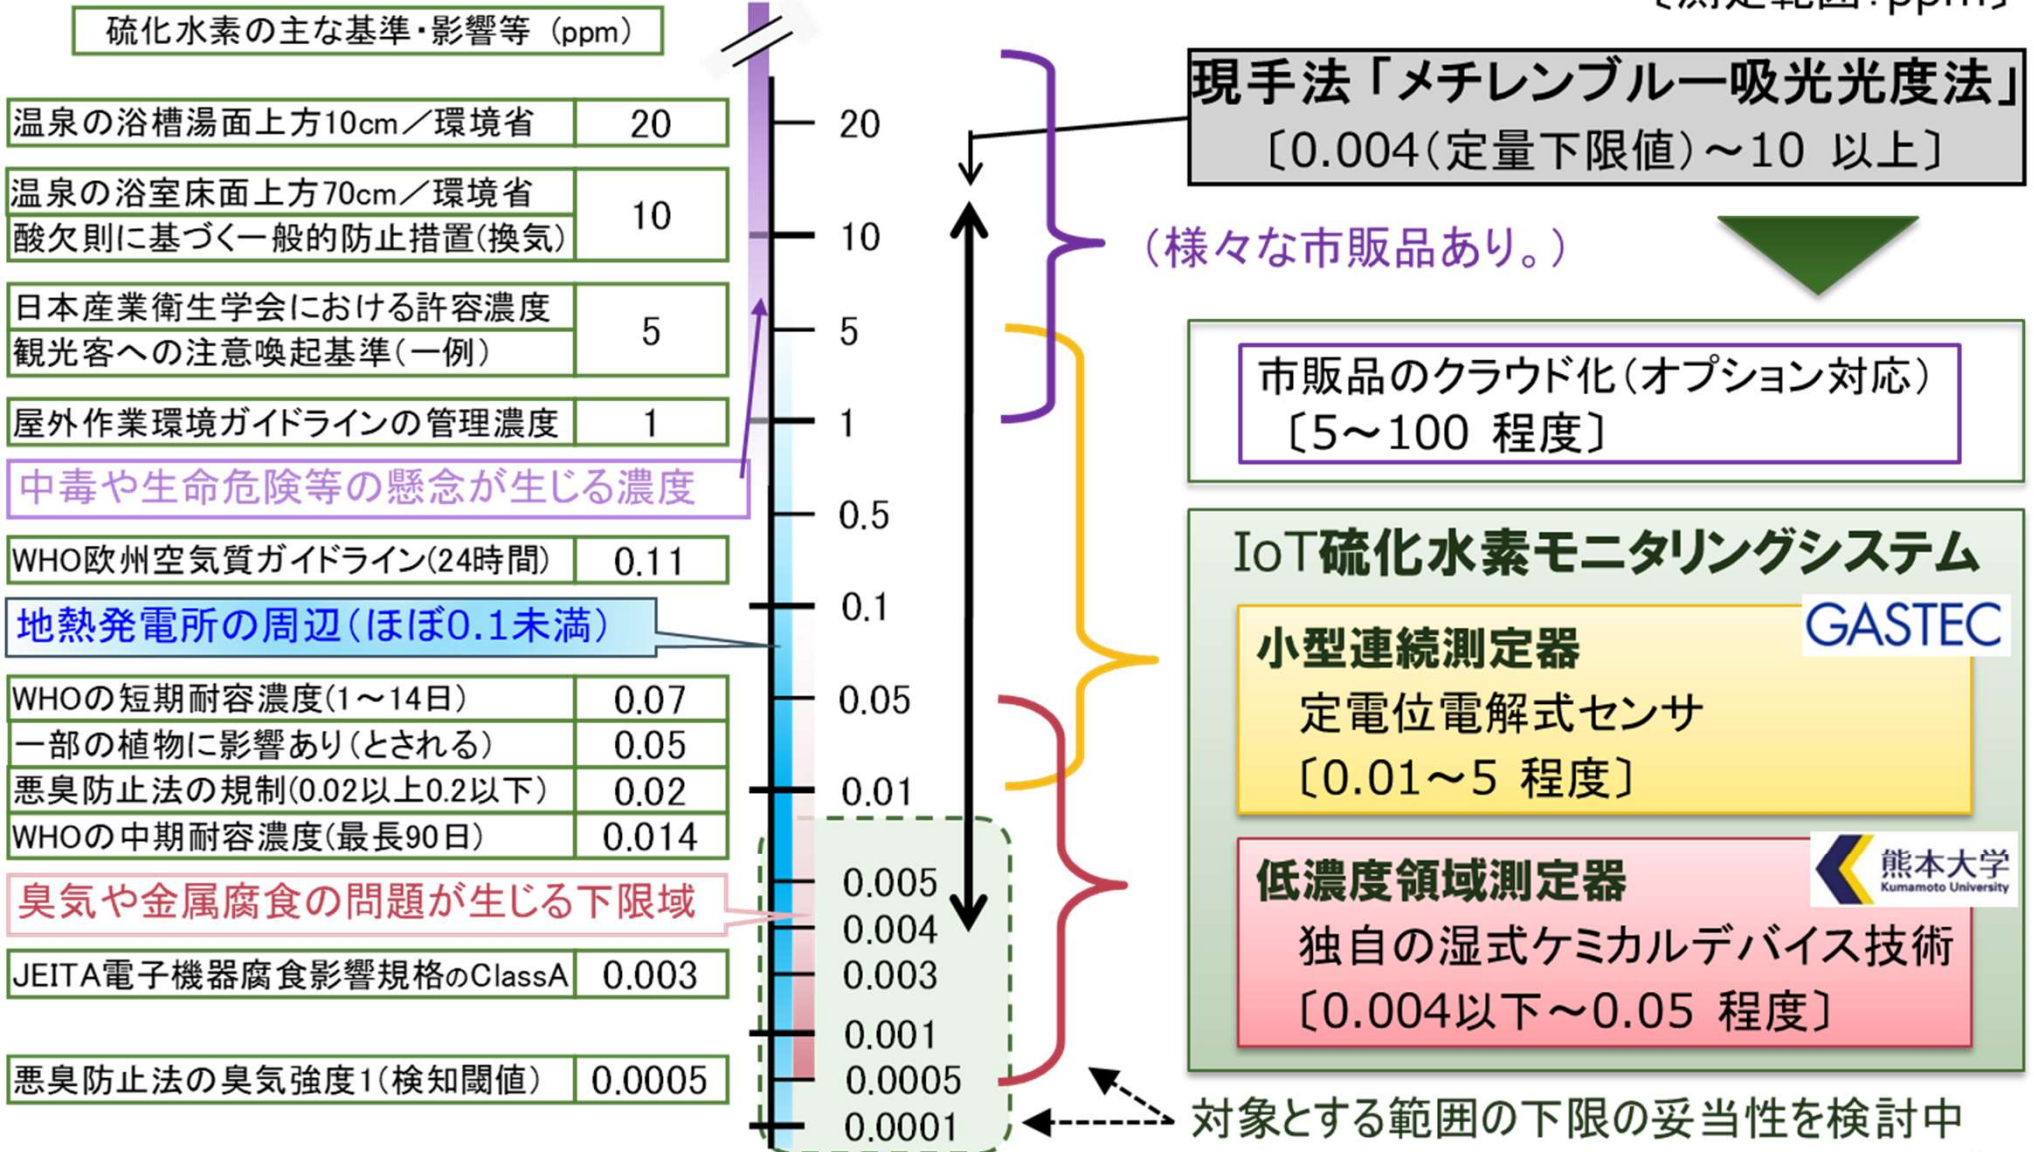 硫化水素の主な基準・影響等 (ppm)
〔測定範囲:ppm〕
温泉の浴槽湯面上方10cm／環境省 20
温泉の浴室床面上方70cm／環境省
酸欠則に基づく一般的防止措置(換気)
10
日本産業衛生学会における許容濃度
観光客への注意喚起基準(一例)
5
屋外作業環境ガイドラインの管理濃度 1
中毒や生命危険等の懸念が生じる濃度
WHO欧州空気質ガイドライン(24時間) 0.11
地熱発電所の周辺(ほぼ0.1未満)
WHOの短期耐容濃度(1～14日) 0.07
一部の植物に影響あり(とされる) 0.05
悪臭防止法の規制(0.02以上0.2以下) 0.02
WHOの中期耐容濃度(最長90日) 0.014
臭気や金属腐食の問題が生じる下限域
JEITA電子機器腐食影響規格のClassA 0.003
悪臭防止法の臭気強度1(検知閾値) 0.0005
20
10
5
1
0.5
0.1
0.05
0.01
0.005
0.004
0.003
0.001
0.0005
0.0001
現手法「メチレンブルー吸光光度法」
〔0.004(定量下限値)～10 以上〕
(様々な市販品あり。)
市販品のクラウド化(オプション対応)
〔5～100 程度〕
IoT硫化水素モニタリングシステム
GASTEC
小型連続測定器
定電位電解式センサ
〔0.01～5 程度〕
熊本大学
Kumamoto University
低濃度領域測定器
独自の湿式ケミカルデバイス技術
〔0.004以下～0.05 程度〕
対象とする範囲の下限の妥当性を検討中